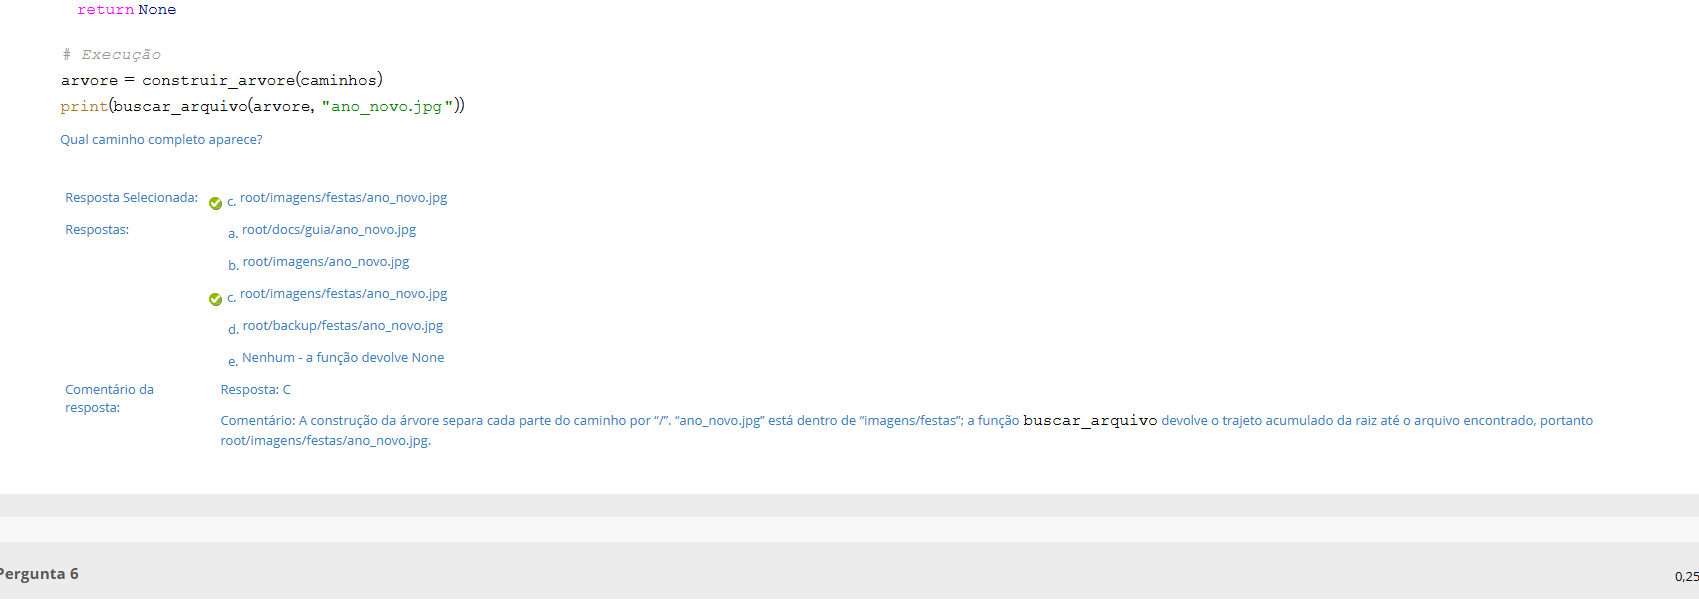 return None
# Execução
arvore = construir_arvore(caminhos)
print(buscar_arquivo(arvore, "ano_novo.jpg"))
Qual caminho completo aparece?
Resposta Selecionada: c. root/imagens/festas/ano_novo.jpg
Respostas: a. root/docs/guia/ano_novo.jpg
b. root/imagens/ano_novo.jpg
c. root/imagens/festas/ano_novo.jpg
d. root/backup/festas/ano_novo.jpg
e. Nenhum - a função devolve None
Comentário da resposta: Resposta: C
Comentário: A construção da árvore separa cada parte do caminho por “/”. “ano_novo.jpg” está dentro de “imagens/festas”; a função buscar_arquivo devolve o trajeto acumulado da raiz até o arquivo encontrado, portanto
root/imagens/festas/ano_novo.jpg.
Pergunta 6 0,25